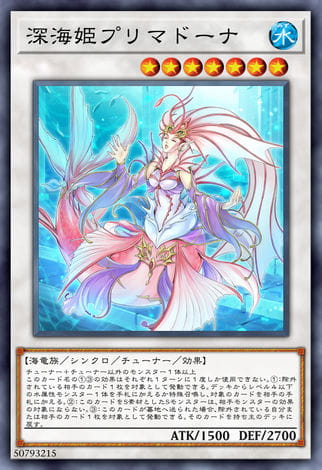 深海姫プリマドーナ
水
【海竜族／シンクロ／チューナー／効果】
チューナー＋チューナー以外のモンスター１体以上
このカード名の①③の効果はそれぞれ１ターンに１度しか使用できない。①：除外
されている相手のカード１枚を対象として発動できる。デッキからレベル４以下
の水属性モンスター１体を手札に加えるか特殊召喚し、対象のカードを相手の手
札に加える。②：このカードをS素材としたSモンスターは、相手モンスターの効果
の対象にならない。③：このカードが墓地へ送られた場合、除外されている自分ま
たは相手のカード１枚を対象として発動できる。そのカードを持ち主のデッキに
戻す。
ATK/1500 DEF/2700
50793215